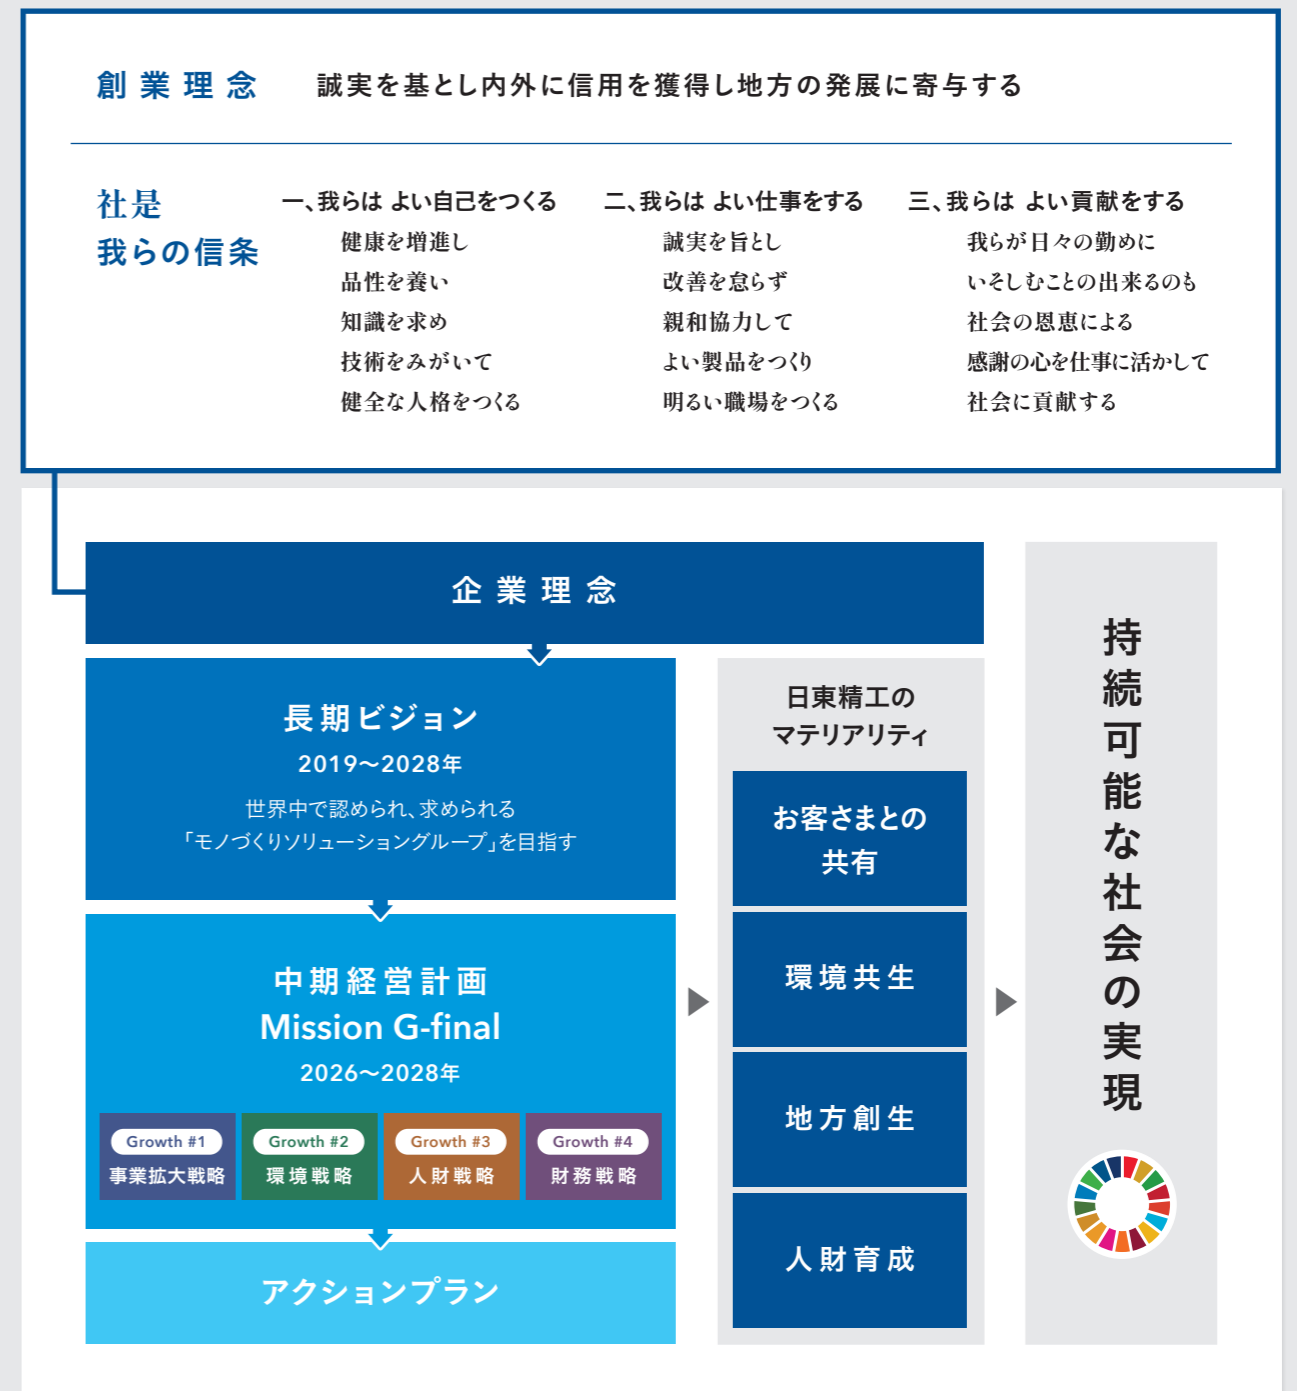 創業理念
誠実を基とし内外に信用を獲得し地方の発展に寄与する
社是
我らの信条
一、我らは よい自己をつくる
健康を増進し
品性を養い
知識を求め
技術をみがいて
健全な人格をつくる
二、我らは よい仕事をする
誠実を旨とし
改善を怠らず
親和協力して
よい製品をつくり
明るい職場をつくる
三、我らは よい貢献をする
我らが日々の勤めに
いそしむことの出来るのも
社会の恩恵による
感謝の心を仕事に活かして
社会に貢献する
企業理念
長期ビジョン
2019〜2028年
世界中で認められ、求められる
「モノづくりソリューショングループ」を目指す
中期経営計画
Mission G-final
2026〜2028年
Growth #1
事業拡大戦略
Growth #2
環境戦略
Growth #3
人財戦略
Growth #4
財務戦略
アクションプラン
日東精工の
マテリアリティ
お客さまとの
共有
環境共生
地方創生
人財育成
持続可能な社会の実現